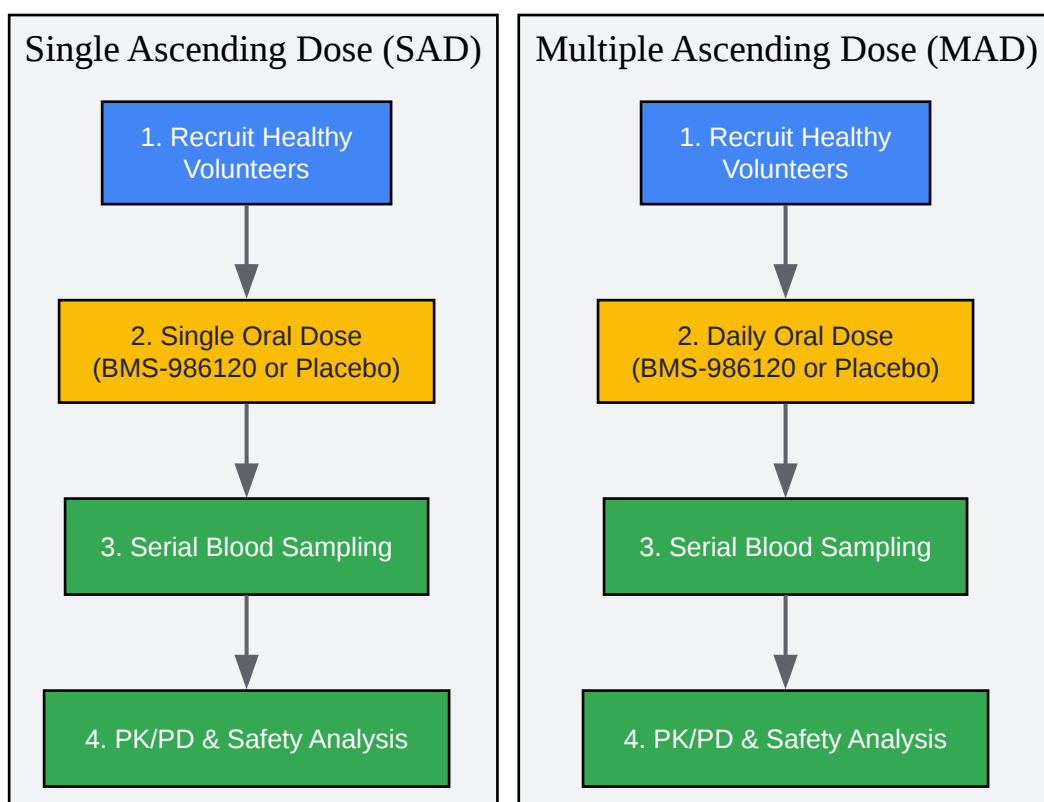 Single Ascending Dose (SAD)
1. Recruit Healthy
Volunteers
2. Single Oral Dose
(BMS-986120 or Placebo)
3. Serial Blood Sampling
4. PK/PD & Safety Analysis
Multiple Ascending Dose (MAD)
1. Recruit Healthy
Volunteers
2. Daily Oral Dose
(BMS-986120 or Placebo)
3. Serial Blood Sampling
4. PK/PD & Safety Analysis